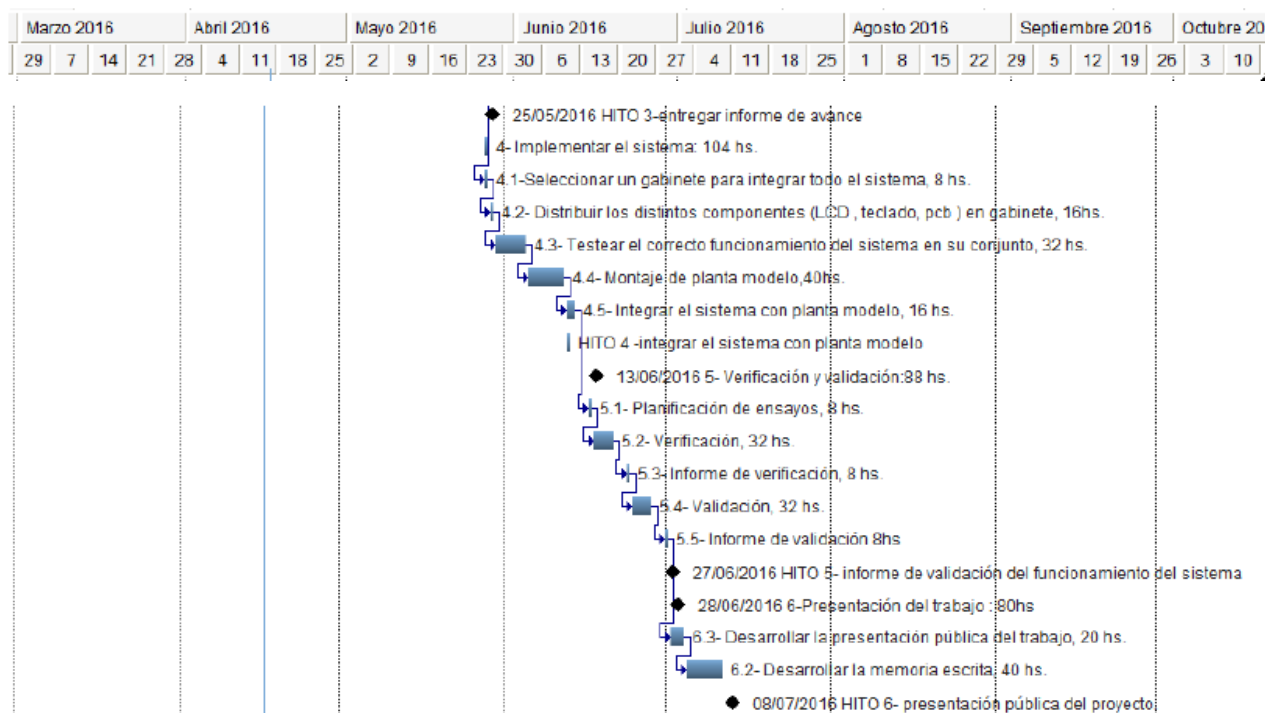 Marzo 2016 Abril 2016 Mayo 2016 Junio 2016 Julio 2016 Agosto 2016 Septiembre 2016 Octubre 20
29 7 14 21 28 4 11 18 25 2 9 16 23 30 6 13 20 27 4 11 18 25 1 8 15 22 29 5 12 19 26 3 10
25/05/2016 HITO 3-entregar informe de avance
4- Implementar el sistema: 104 hs.
4.1-Seleccionar un gabinete para integrar todo el sistema, 8 hs.
4.2- Distribuir los distintos componentes (LCD , teclado, pcb ) en gabinete, 16hs.
4.3- Testear el correcto funcionamiento del sistema en su conjunto, 32 hs.
4.4- Montaje de planta modelo,40hs.
4.5- Integrar el sistema con planta modelo, 16 hs.
HITO 4 -integrar el sistema con planta modelo
13/06/2016 5- Verificación y validación:88 hs.
5.1- Planificación de ensayos, 8 hs.
5.2- Verificación, 32 hs.
5.3- Informe de verificación, 8 hs.
5.4- Validación, 32 hs.
5.5- Informe de validación 8hs
27/06/2016 HITO 5- informe de validación del funcionamiento del sistema
28/06/2016 6-Presentación del trabajo : 80hs
6.3- Desarrollar la presentación pública del trabajo, 20 hs.
6.2- Desarrollar la memoria escrita, 40 hs.
08/07/2016 HITO 6- presentación pública del proyecto